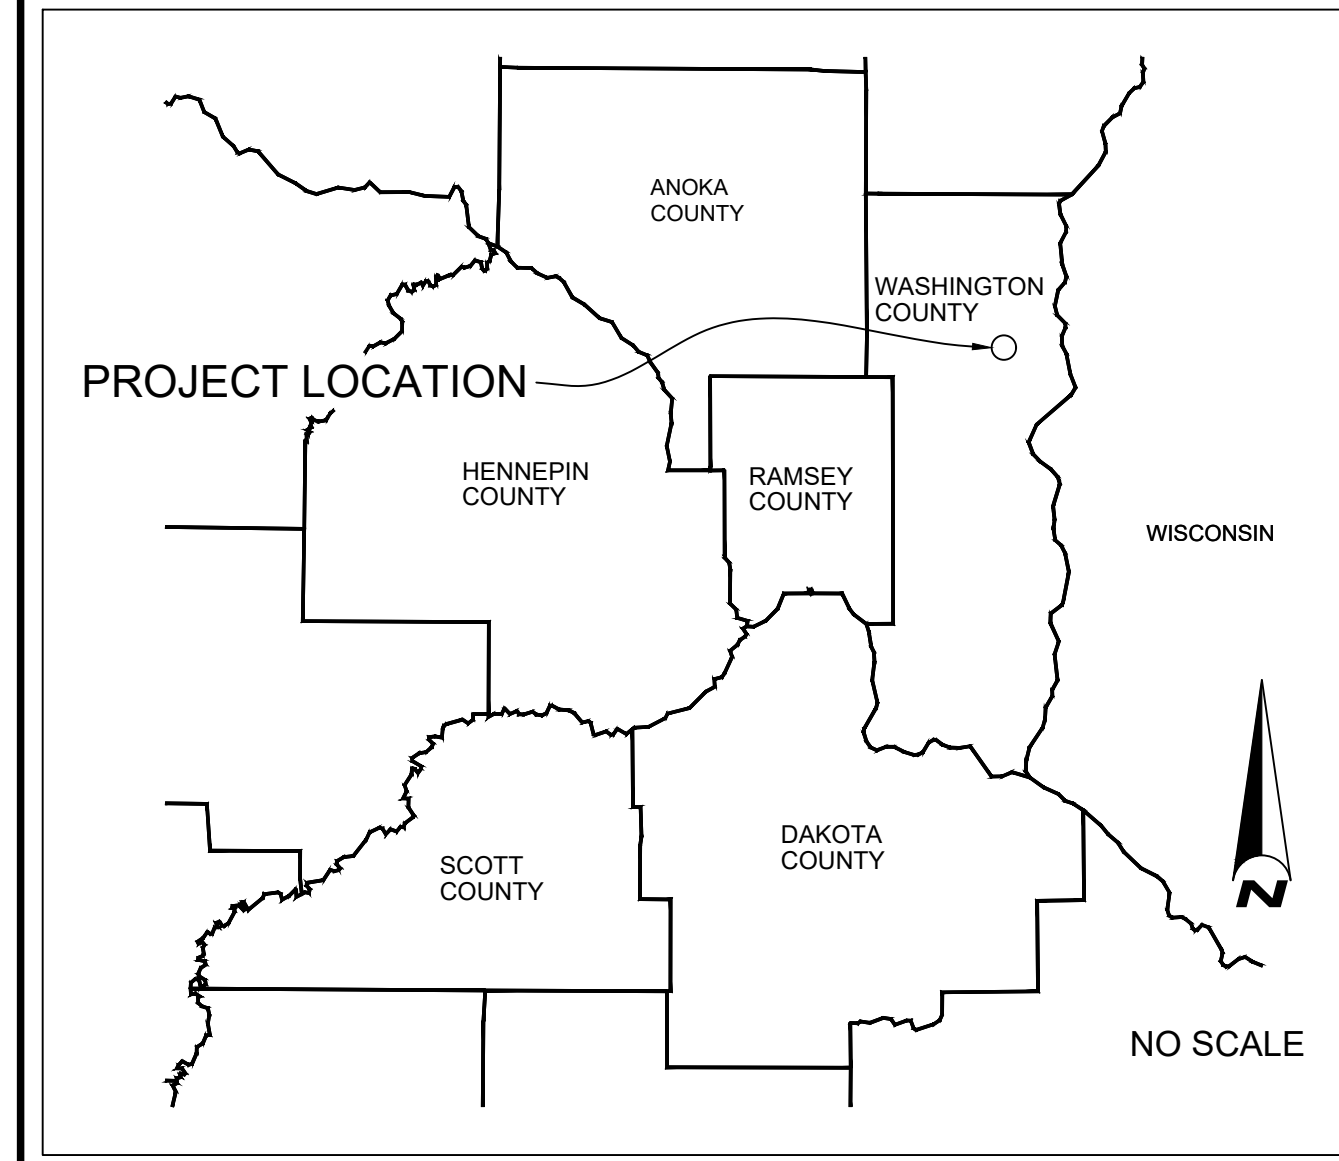 ANOKA
COUNTY
WASHINGTON
COUNTY
PROJECT LOCATION
HENNEPIN
COUNTY
RAMSEY
COUNTY
WISCONSIN
DAKOTA
COUNTY
SCOTT
COUNTY
N
NO SCALE